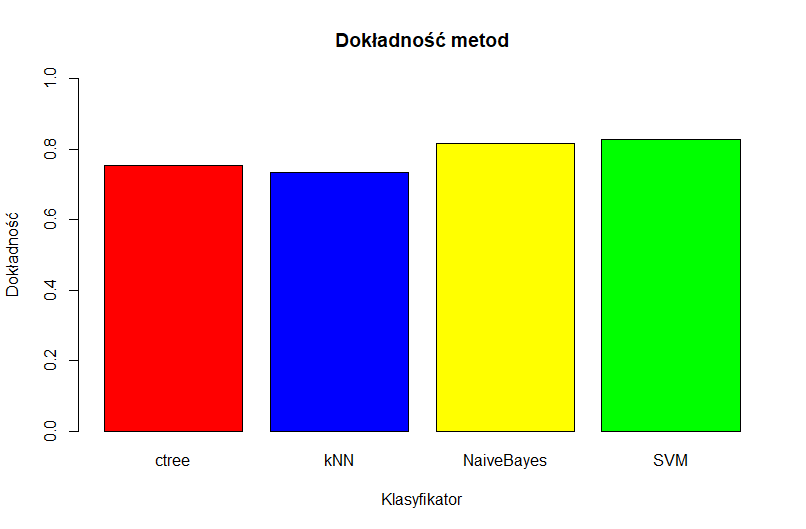 Dokładność metod
Dokładność
1.0
0.8
0.6
0.4
0.2
0.0
ctree
kNN
NaiveBayes
SVM
Klasyfikator